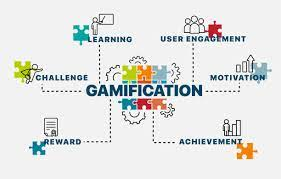 LEARNING
USER ENGAGEMENT
CHALLENGE
MOTIVATION
GAMIFICATION
REWARD
ACHIEVEMENT